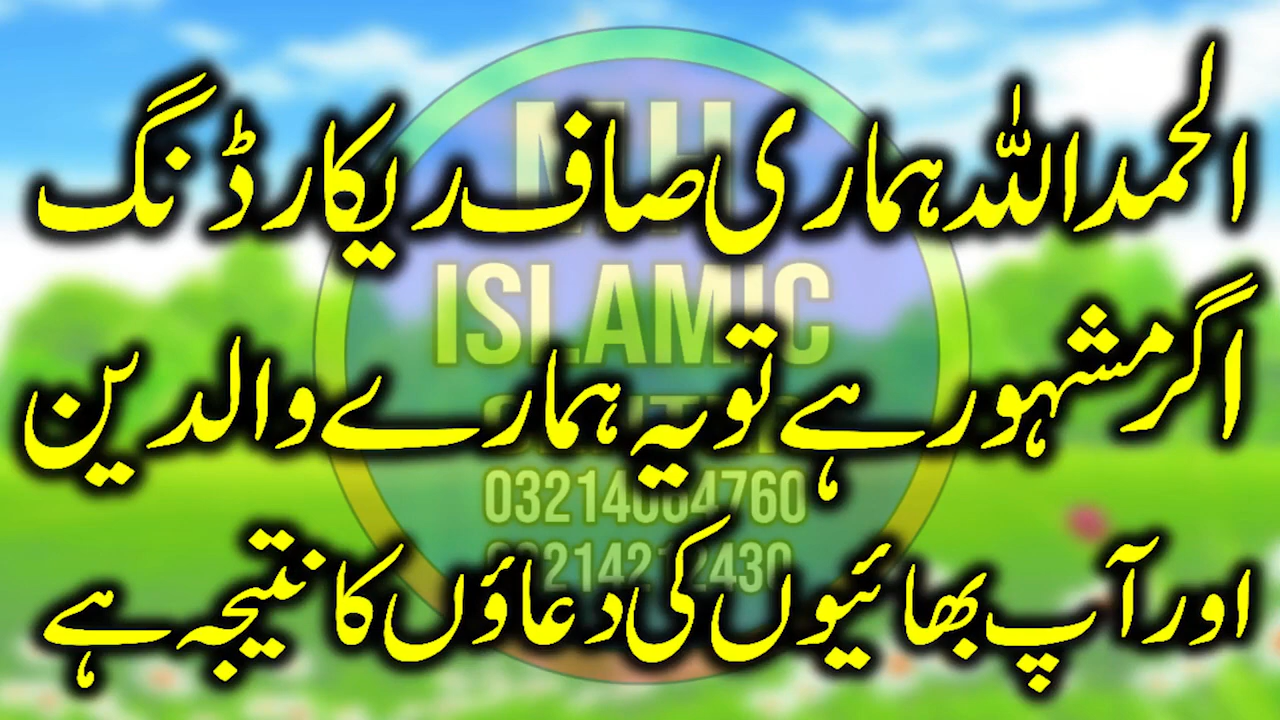 الحمداللہ ہماری صاف ریکارڈنگ
اگر مشہور ہے تو یہ ہمارے والدین
اور آپ بھائیوں کی دعاؤں کا نتیجہ ہے
ISLAMIC